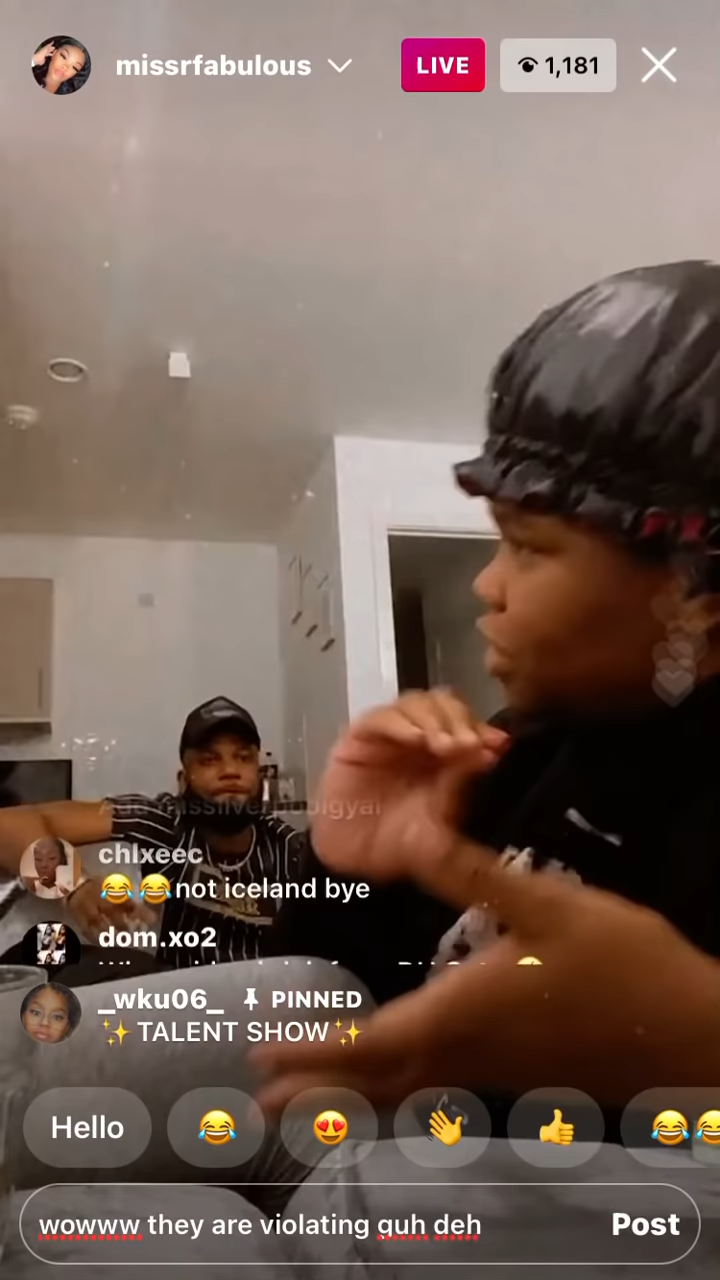 missrfabulous
LIVE
1,181
chlxeec
😂😂not iceland bye
dom.xo2
_wku06_ PINNED
✨TALENT SHOW✨
Hello
wowww they are violating guh deh
Post